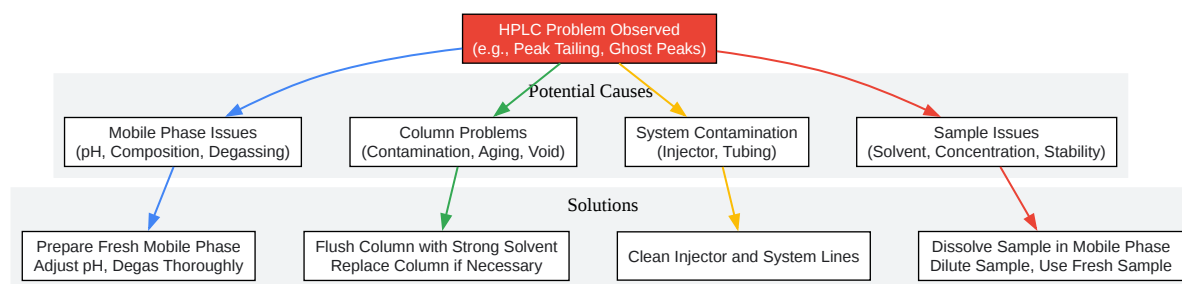 HPLC Problem Observed
(e.g., Peak Tailing, Ghost Peaks)
Potential Causes
Mobile Phase Issues
(pH, Composition, Degassing)
Column Problems
(Contamination, Aging, Void)
System Contamination
(Injector, Tubing)
Sample Issues
(Solvent, Concentration, Stability)
Solutions
Prepare Fresh Mobile Phase
Adjust pH, Degas Thoroughly
Flush Column with Strong Solvent
Replace Column if Necessary
Clean Injector and System Lines
Dissolve Sample in Mobile Phase
Dilute Sample, Use Fresh Sample